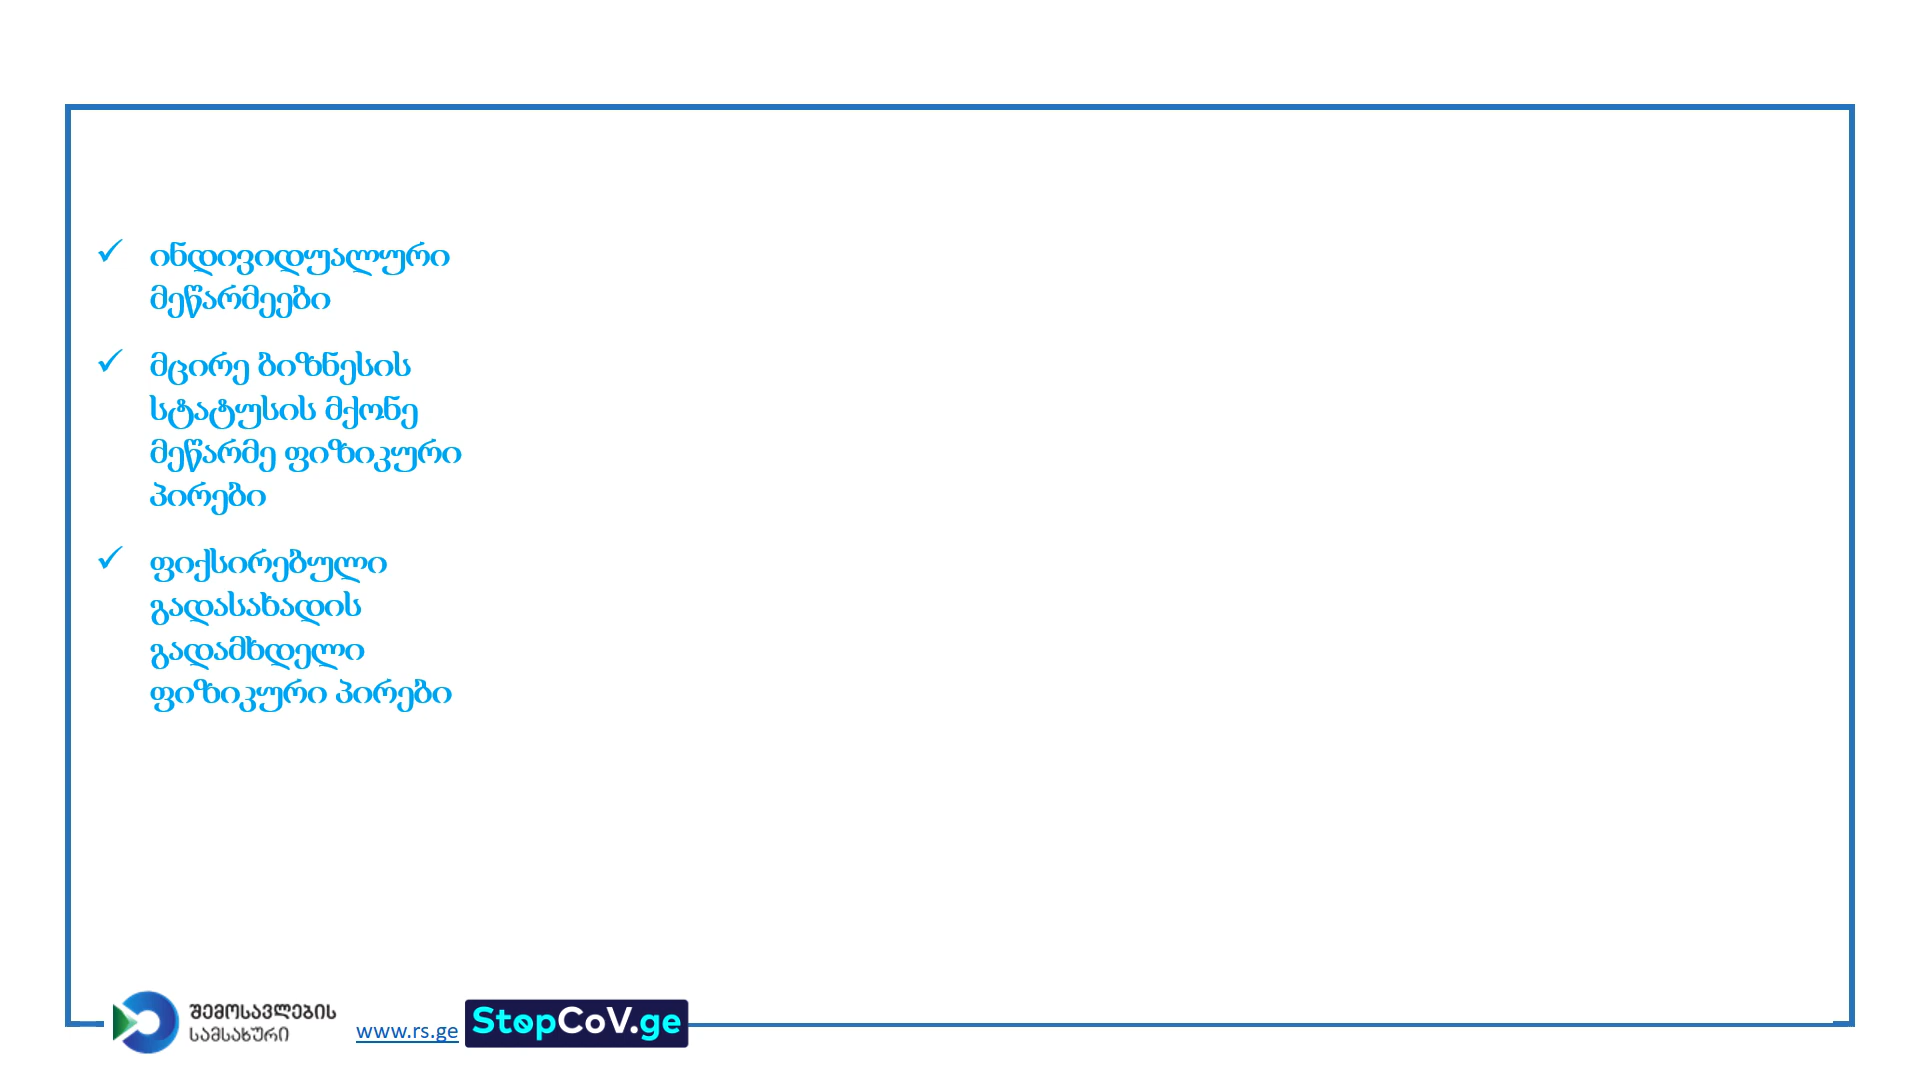 ✓ ინდივიდუალური
მეწარმეები
✓ მცირე ბიზნესის
სტატუსის მქონე
მეწარმე ფიზიკური
პირები
✓ ფიქსირებული
გადასახადის
გადამხდელი
ფიზიკური პირები
შემოსავლების
სამსახური
www.rs.ge
StopCoV.ge